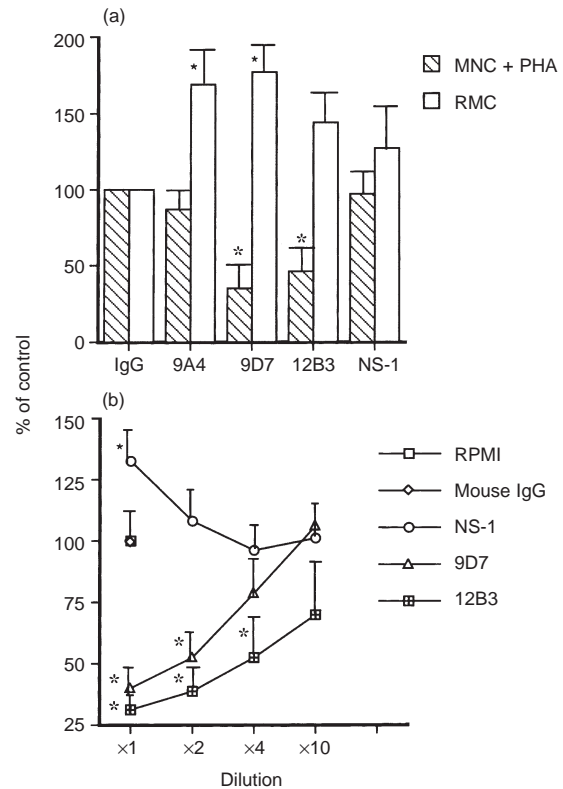 (a)
200
150
100
50
0
IgG 9A4 9D7 12B3 NS-1
MNC + PHA
RMC
* * * *
% of control
(b)
150
125
100
75
50
25
×1 ×2 ×4 ×10
Dilution
* * * * * *
RPMI
Mouse IgG
NS-1
9D7
12B3